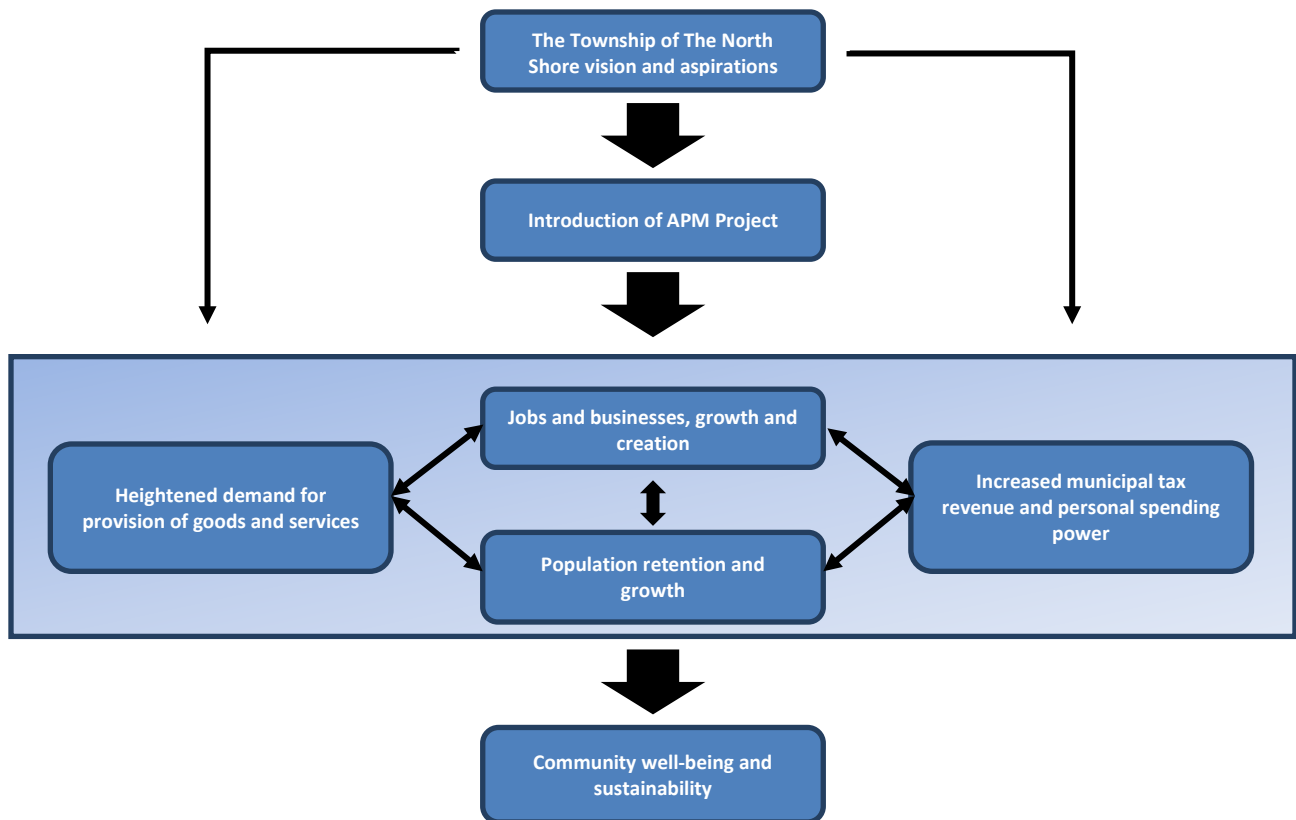 The Township of The North
Shore vision and aspirations
Introduction of APM Project
Jobs and businesses, growth and
creation
Heightened demand for
provision of goods and services
Increased municipal tax
revenue and personal spending
power
Population retention and
growth
Community well-being and
sustainability